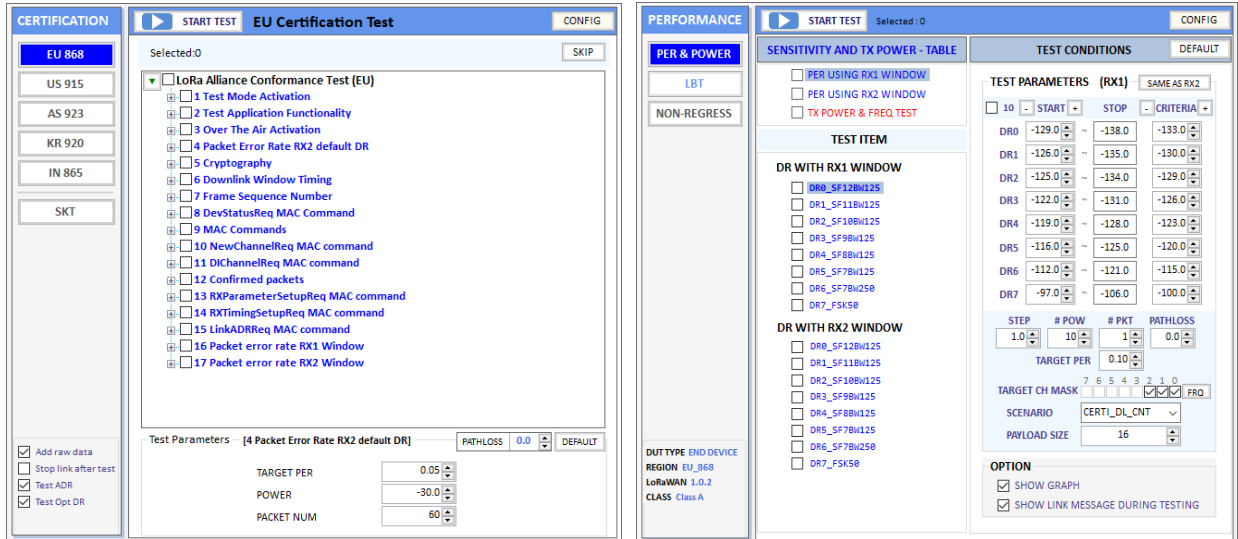 CERTIFICATION
EU 868
US 915
AS 923
KR 920
IN 865
SKT
Add raw data
Stop link after test
Test ADR
Test Opt DR
START TEST
EU Certification Test
CONFIG
Selected:0
SKIP
LoRa Alliance Conformance Test (EU)
1 Test Mode Activation
2 Test Application Functionality
3 Over The Air Activation
4 Packet Error Rate RX2 default DR
5 Cryptography
6 Downlink Window Timing
7 Frame Sequence Number
8 DevStatusReq MAC Command
9 MAC Commands
10 NewChannelReq MAC command
11 DlChannelReq MAC command
12 Confirmed packets
13 RXParameterSetupReq MAC command
14 RXTimingSetupReq MAC command
15 LinkADRReq MAC command
16 Packet error rate RX1 Window
17 Packet error rate RX2 Window
Test Parameters [4 Packet Error Rate RX2 default DR] PATHLOSS 0.0 DEFAULT
TARGET PER 0.05
POWER -30.0
PACKET NUM 60
PERFORMANCE
PER & POWER
LBT
NON-REGRESS
DUT TYPE END DEVICE
REGION EU_868
LoRaWAN 1.0.2
CLASS Class A
START TEST
Selected : 0
CONFIG
SENSITIVITY AND TX POWER - TABLE
PER USING RX1 WINDOW
PER USING RX2 WINDOW
TX POWER & FREQ TEST
TEST ITEM
DR WITH RX1 WINDOW
DR0_SF12BW125
DR1_SF11BW125
DR2_SF10BW125
DR3_SF9BW125
DR4_SF8BW125
DR5_SF7BW125
DR6_SF7BW250
DR7_FSK50
DR WITH RX2 WINDOW
DR0_SF12BW125
DR1_SF11BW125
DR2_SF10BW125
DR3_SF9BW125
DR4_SF8BW125
DR5_SF7BW125
DR6_SF7BW250
DR7_FSK50
TEST CONDITIONS DEFAULT
TEST PARAMETERS (RX1) SAME AS RX2
10 - START + STOP - CRITERIA +
DR0 -129.0 ~ -138.0 -133.0
DR1 -126.0 ~ -135.0 -130.0
DR2 -125.0 ~ -134.0 -129.0
DR3 -122.0 ~ -131.0 -126.0
DR4 -119.0 ~ -128.0 -123.0
DR5 -116.0 ~ -125.0 -120.0
DR6 -112.0 ~ -121.0 -115.0
DR7 -97.0 ~ -106.0 -100.0
STEP # POW # PKT PATHLOSS
1.0 10 1 0.0
TARGET PER 0.10
7 6 5 4 3 2 1 0
TARGET CH MASK FRQ
SCENARIO CERTI_DL_CNT
PAYLOAD SIZE 16
OPTION
SHOW GRAPH
SHOW LINK MESSAGE DURING TESTING